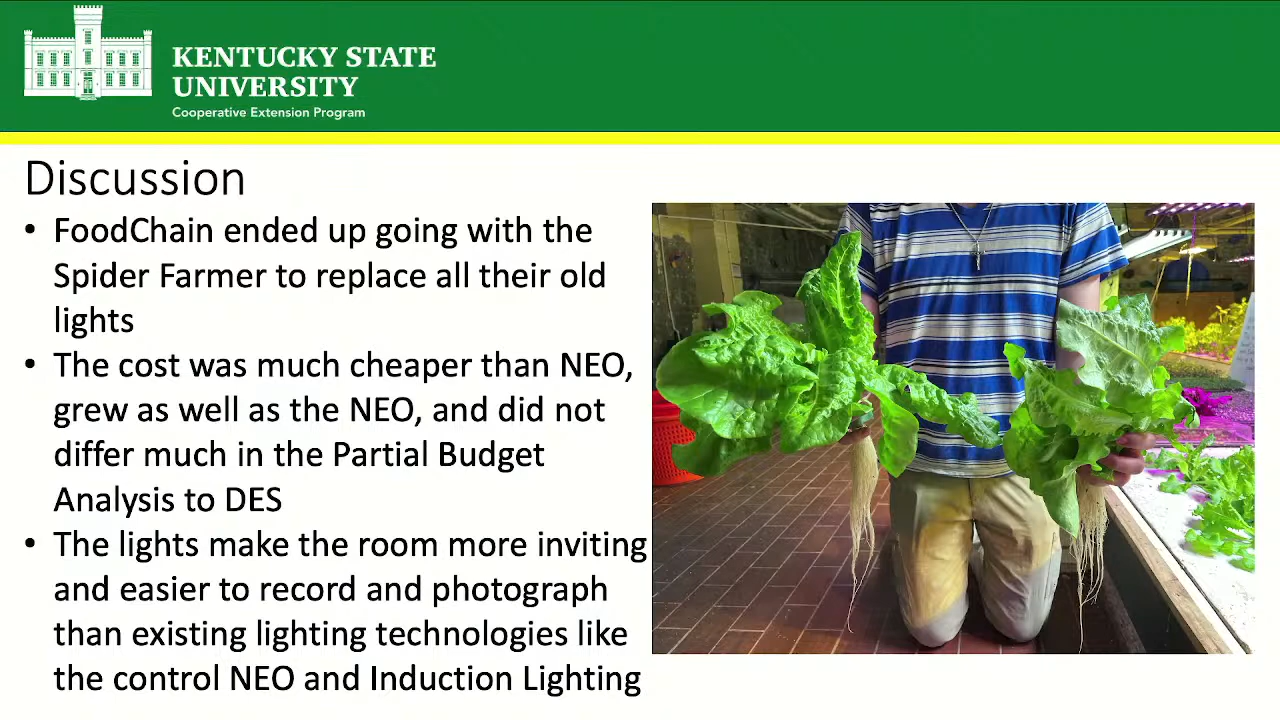 KENTUCKY STATE
UNIVERSITY
Cooperative Extension Program
Discussion
• FoodChain ended up going with the
Spider Farmer to replace all their old
lights
• The cost was much cheaper than NEO,
grew as well as the NEO, and did not
differ much in the Partial Budget
Analysis to DES
• The lights make the room more inviting
and easier to record and photograph
than existing lighting technologies like
the control NEO and Induction Lighting